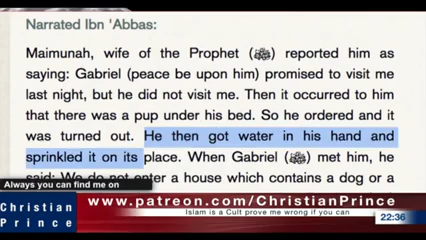 Narrated Ibn 'Abbas:
Maimunah, wife of the Prophet (ﷺ) reported him as
saying: Gabriel (peace be upon him) promised to visit me
last night, but he did not visit me. Then it occurred to him
that there was a pup under his bed. So he ordered and it
was turned out. He then got water in his hand and
sprinkled it on its place. When Gabriel (ﷺ) met him, he
said: We do not enter a house which contains a dog or a
Always you can find me on
Christian
Prince
www.patreon.com/ChristianPrince
Islam is a Cult prove me wrong if you can
22:36